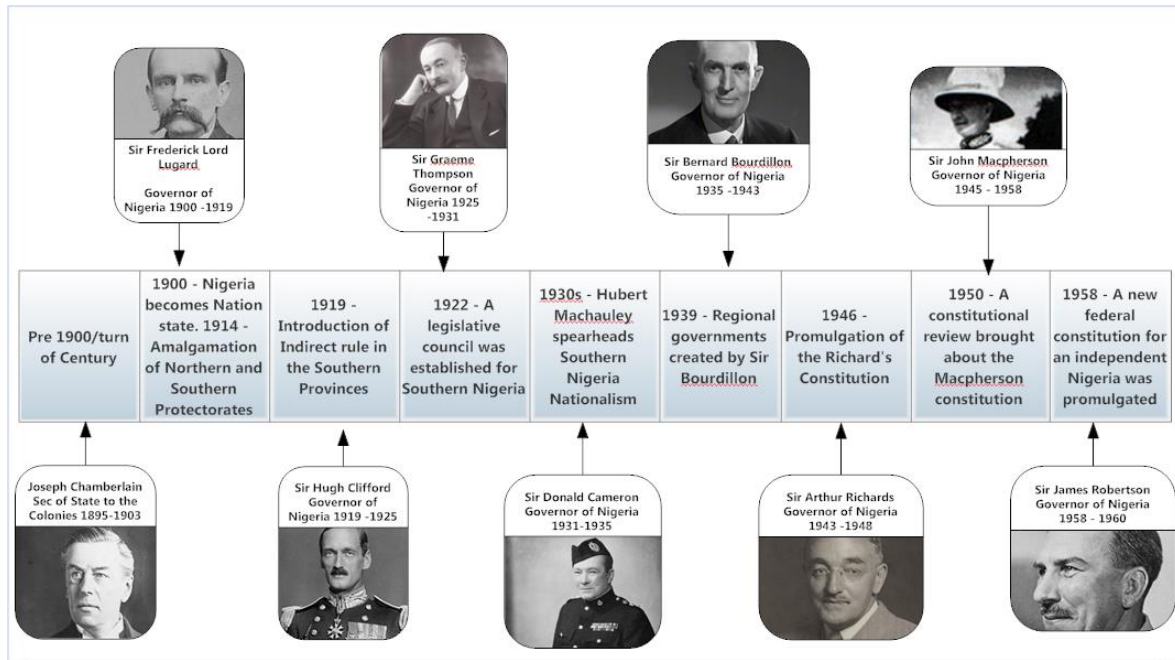 Sir Frederick Lord
Lugard
Governor of
Nigeria 1900 -1919
Sir Graeme
Thompson
Governor of
Nigeria 1925
-1931
Sir Bernard Bourdillon
Governor of Nigeria
1935 -1943
Sir John Macpherson
Governor of Nigeria
1945 - 1958
Pre 1900/turn
of Century
1900 - Nigeria
becomes Nation
state. 1914 -
Amalgamation
of Northern and
Southern
Protectorates
1919 -
Introduction of
Indirect rule in
the Southern
Provinces
1922 - A
legislative
council was
established for
Southern Nigeria
1930s - Hubert
Machauley
spearheads
Southern
Nigeria
Nationalism
1939 - Regional
governments
created by Sir
Bourdillon
1946 -
Promulgation of
the Richard's
Constitution
1950 - A
constitutional
review brought
about the
Macpherson
constitution
1958 - A new
federal
constitution for
an independent
Nigeria was
promulgated
Joseph Chamberlain
Sec of State to the
Colonies 1895-1903
Sir Hugh Clifford
Governor of
Nigeria 1919 -1925
Sir Donald Cameron
Governor of Nigeria
1931-1935
Sir Arthur Richards
Governor of Nigeria
1943 -1948
Sir James Robertson
Governor of Nigeria
1958 - 1960